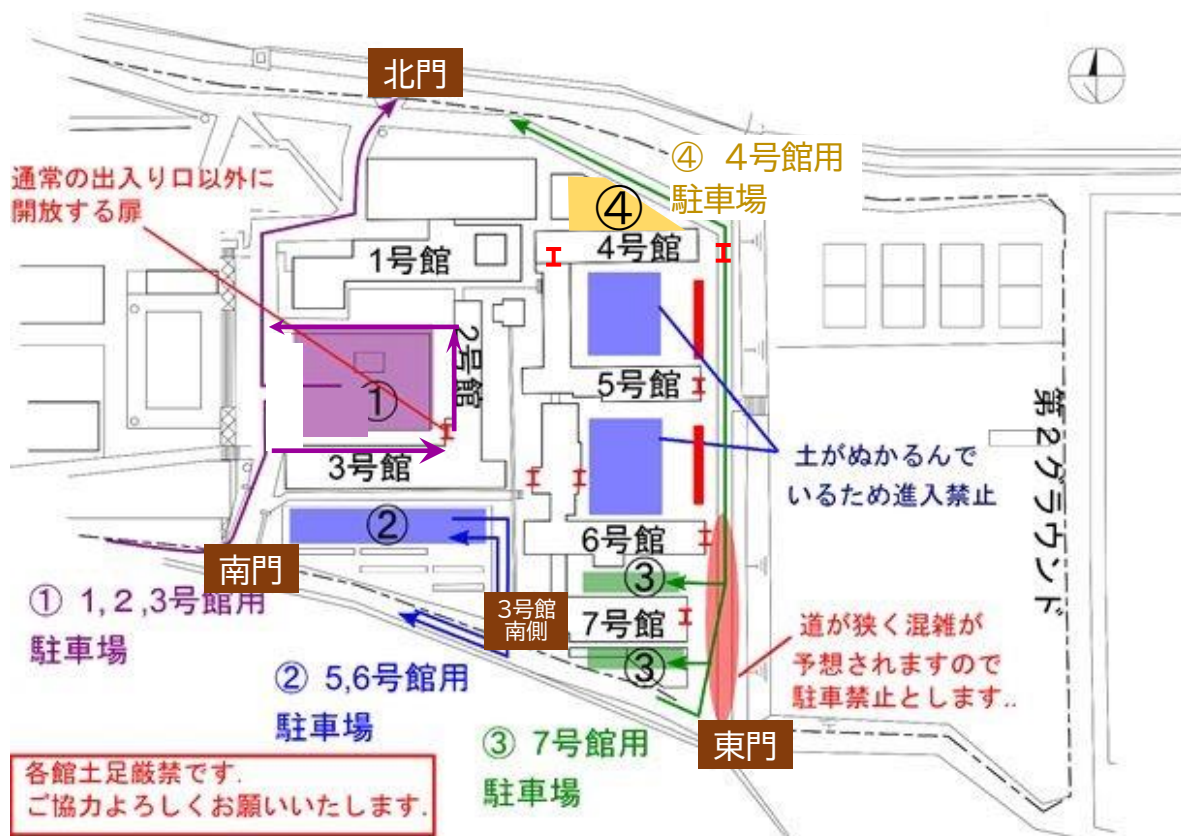 北門
④ 4号館用
駐車場
通常の出入り口以外に
開放する扉
④
4号館
1号館
2号館
①
5号館
第2グラウンド
3号館
土がぬかるんで
いるため進入禁止
②
6号館
南門
③
① 1,2,3号館用
駐車場
3号館
南側
7号館
道が狭く混雑が
予想されますので
駐車禁止とします..
③
② 5,6号館用
駐車場
③ 7号館用
駐車場
東門
各館土足厳禁です.
ご協力よろしくお願いいたします.